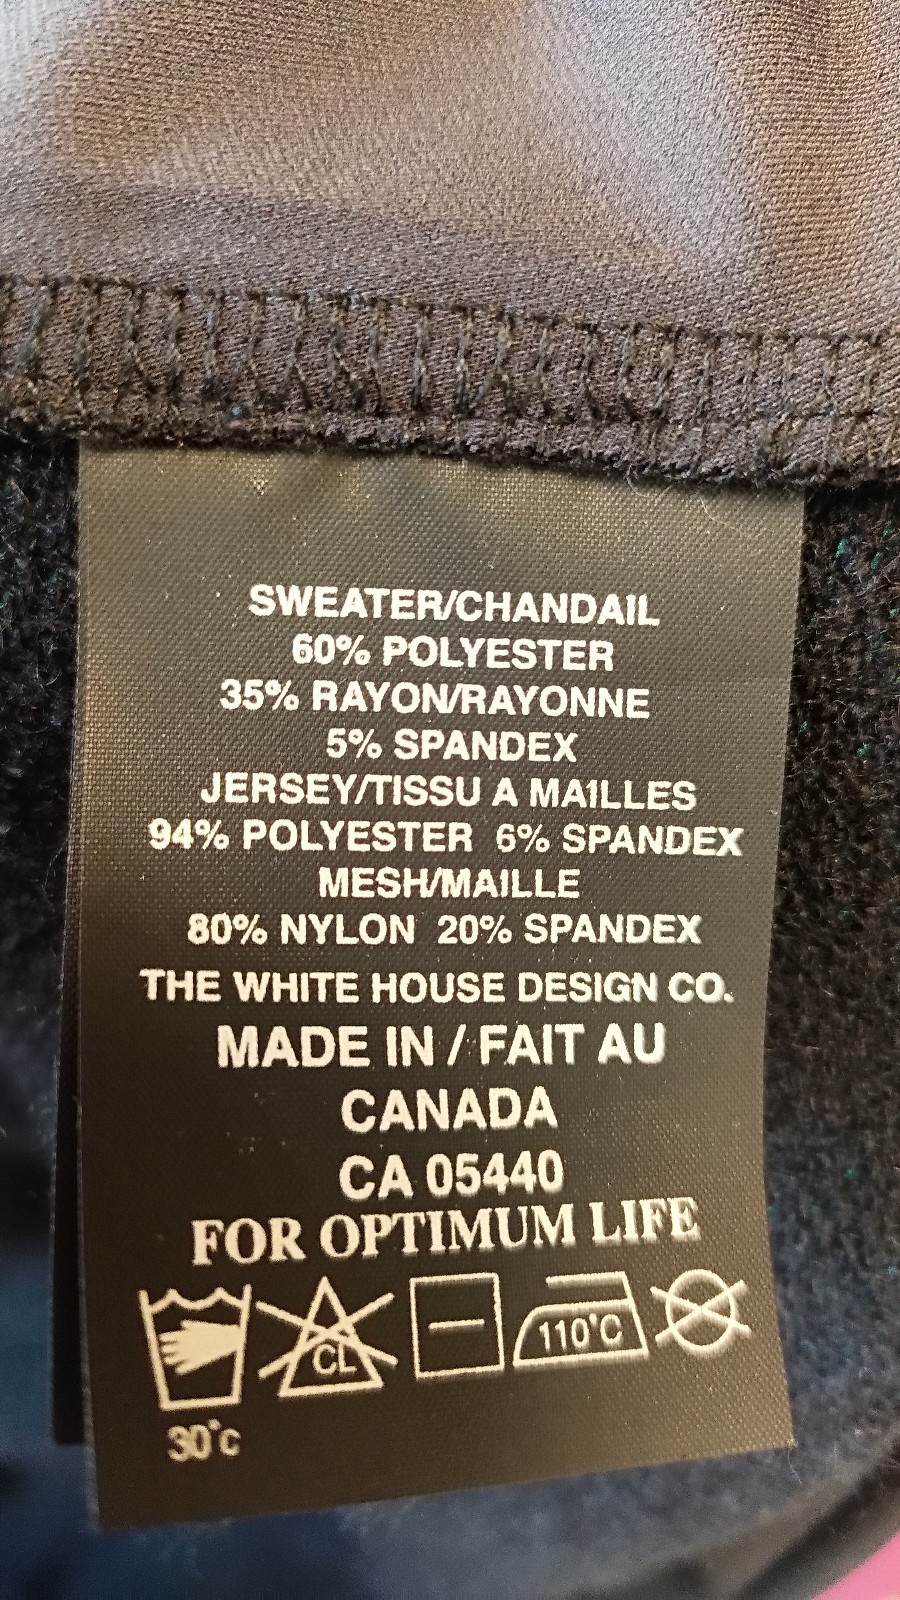 SWEATER/CHANDAIL
60% POLYESTER
35% RAYON/RAYONNE
5% SPANDEX
JERSEY/TISSU A MAILLES
94% POLYESTER 6% SPANDEX
MESH/MAILLE
80% NYLON 20% SPANDEX
THE WHITE HOUSE DESIGN CO.
MADE IN / FAIT AU
CANADA
CA 05440
FOR OPTIMUM LIFE
CL 110°C
30°C